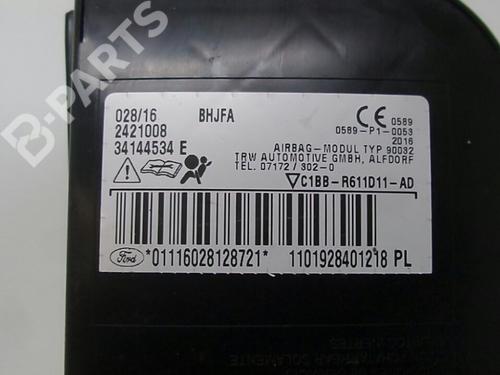 B-PARTS
028/16 BHJFA
2421008
34144534 E
CE 0589
0589-P1-0053
2016
AIRBAG-MODUL TYP 90032
TRW AUTOMOTIVE GMBH, ALFDORF
TEL. 07172 / 302-0
C1BB-R611D11-AD
Ford *01116028128721* 1101928401218 PL